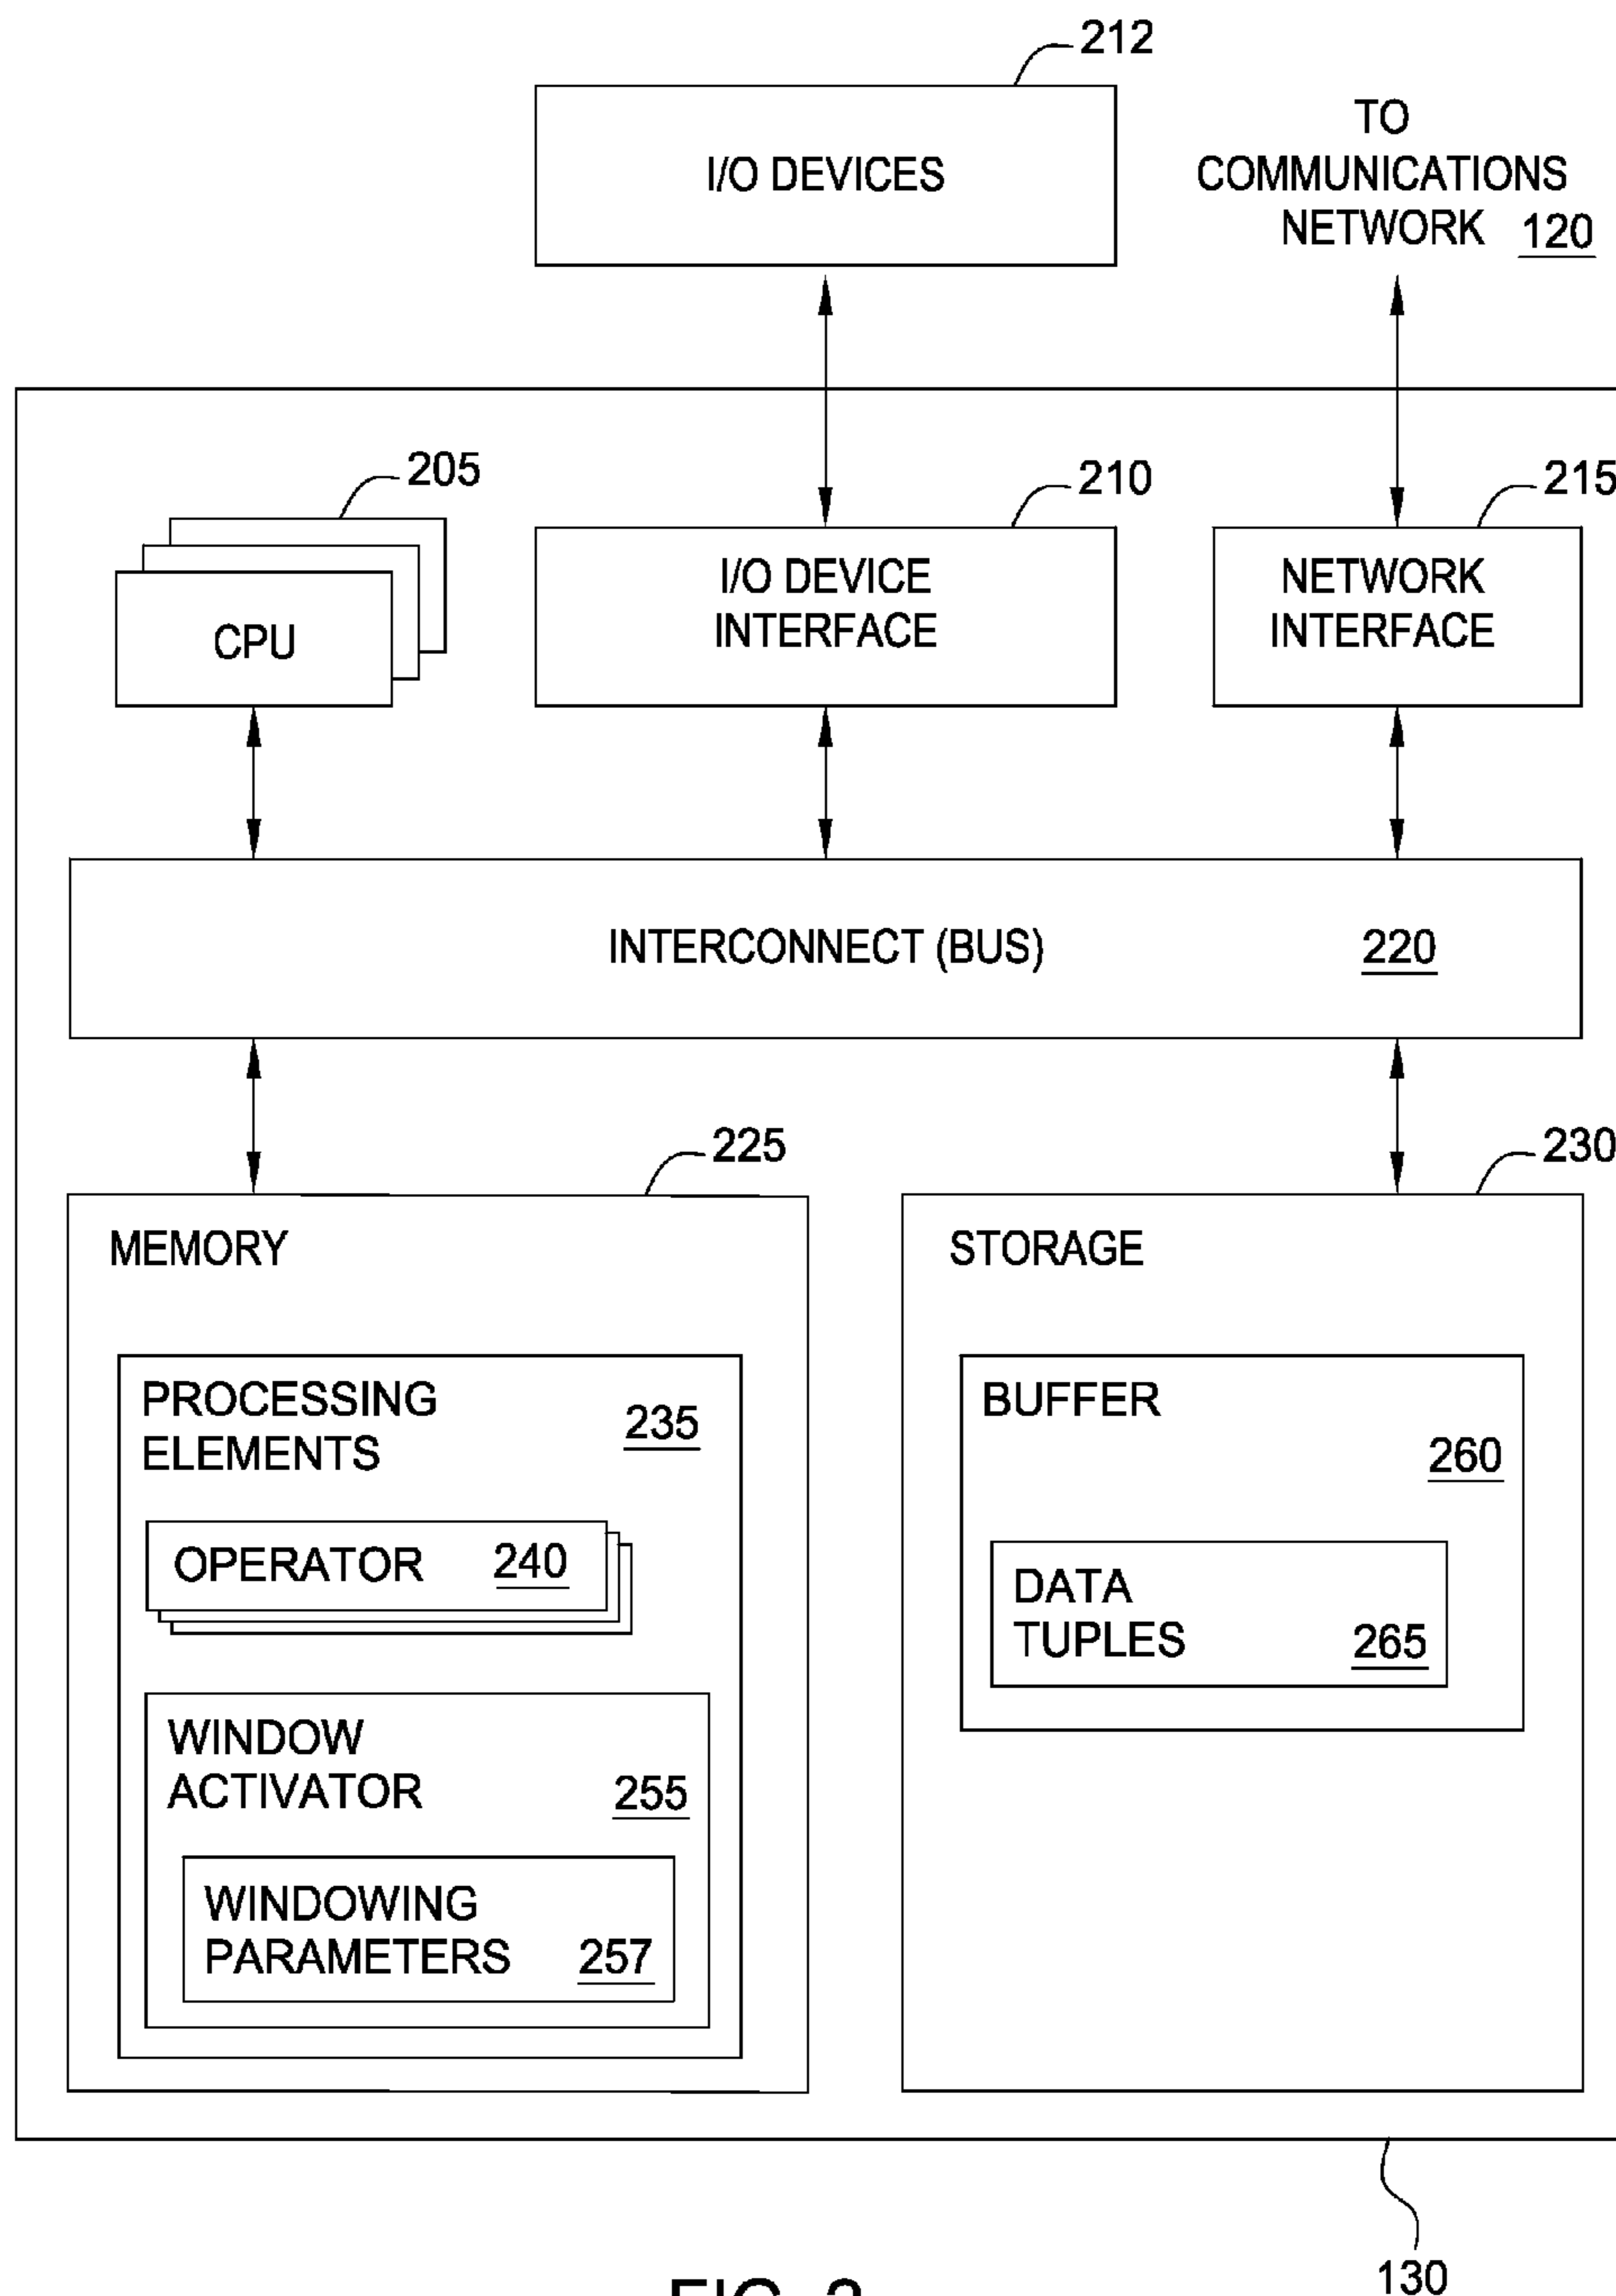 212
I/O DEVICES
TO
COMMUNICATIONS
NETWORK 120
205
210
215
CPU
I/O DEVICE
INTERFACE
NETWORK
INTERFACE
INTERCONNECT (BUS) 220
225
230
MEMORY
PROCESSING
ELEMENTS 235
OPERATOR 240
WINDOW
ACTIVATOR 255
WINDOWING
PARAMETERS 257
STORAGE
BUFFER
260
DATA
TUPLES 265
130